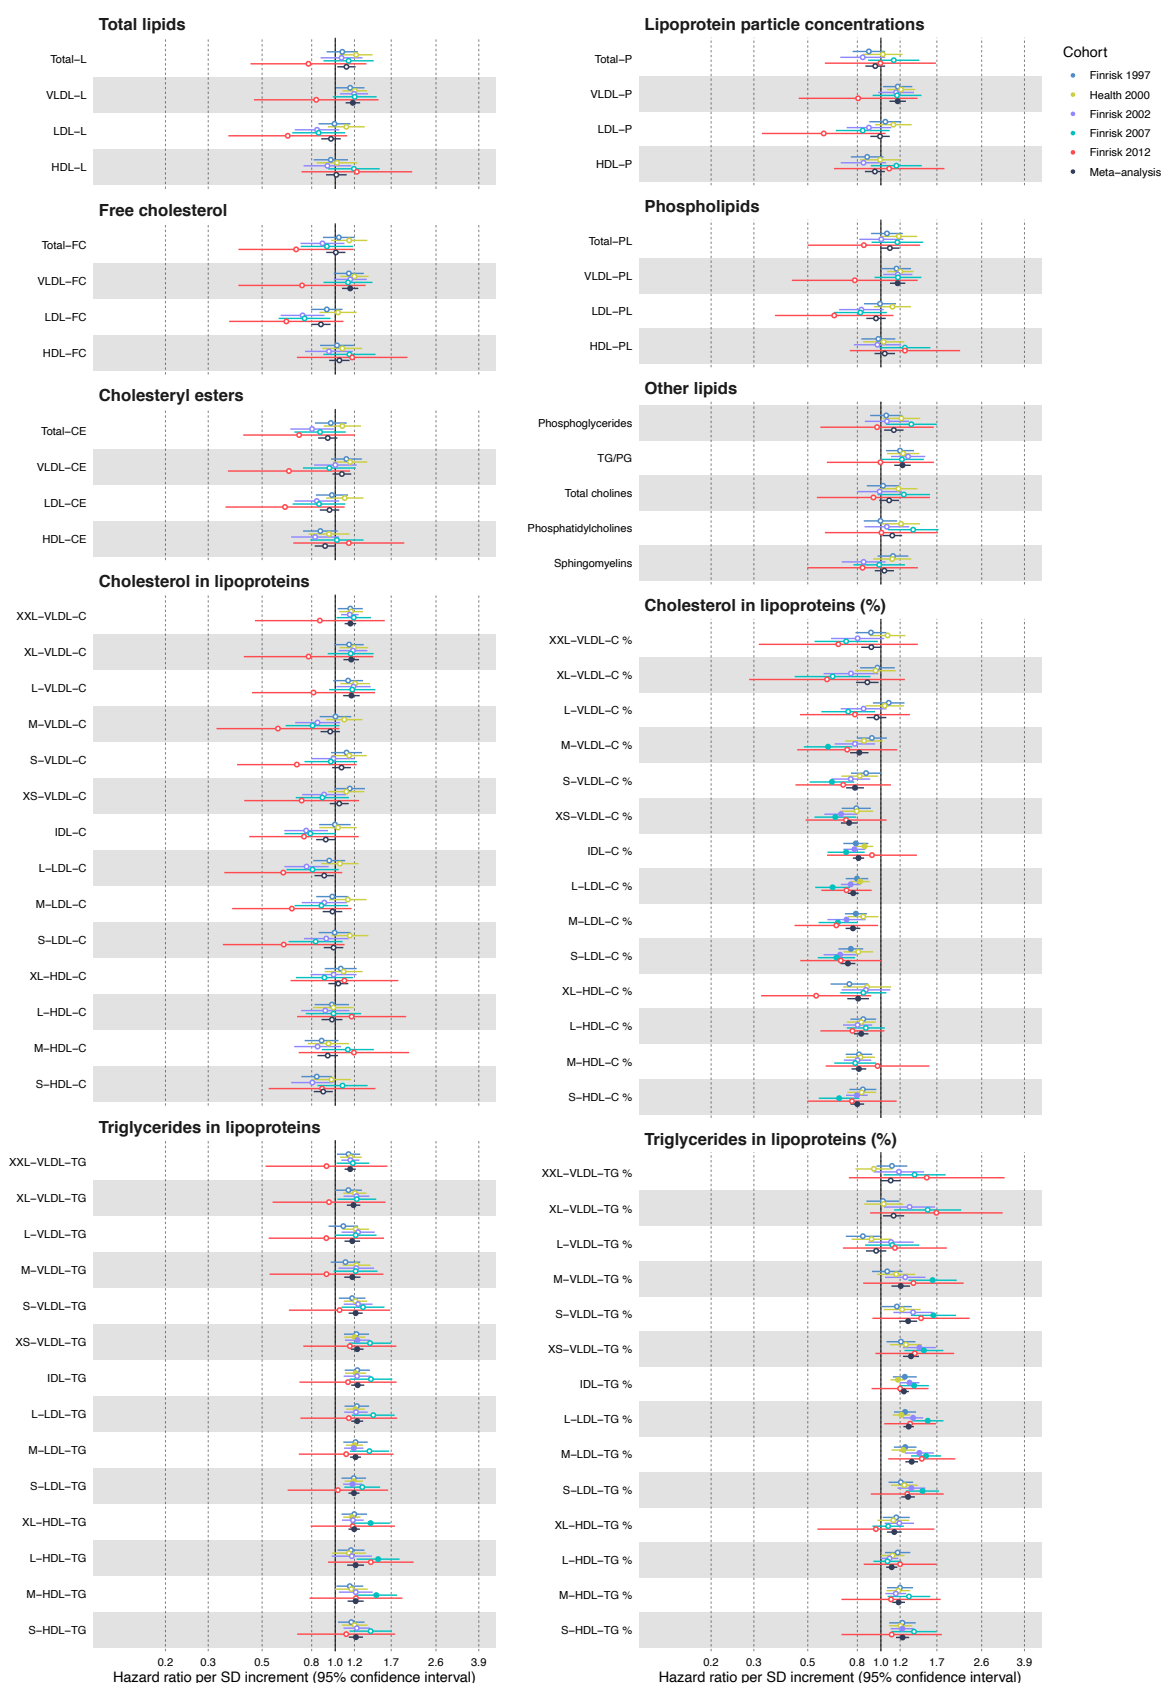 Total lipids
Total–L
VLDL–L
LDL–L
HDL–L
Free cholesterol
Total–FC
VLDL–FC
LDL–FC
HDL–FC
Cholesteryl esters
Total–CE
VLDL–CE
LDL–CE
HDL–CE
Cholesterol in lipoproteins
XXL–VLDL–C
XL–VLDL–C
L–VLDL–C
M–VLDL–C
S–VLDL–C
XS–VLDL–C
IDL–C
L–LDL–C
M–LDL–C
S–LDL–C
XL–HDL–C
L–HDL–C
M–HDL–C
S–HDL–C
Triglycerides in lipoproteins
XXL–VLDL–TG
XL–VLDL–TG
L–VLDL–TG
M–VLDL–TG
S–VLDL–TG
XS–VLDL–TG
IDL–TG
L–LDL–TG
M–LDL–TG
S–LDL–TG
XL–HDL–TG
L–HDL–TG
M–HDL–TG
S–HDL–TG
0.2 0.3 0.5 0.8 1.0 1.2 1.7 2.6 3.9
Hazard ratio per SD increment (95% confidence interval)
Lipoprotein particle concentrations
Total–P
VLDL–P
LDL–P
HDL–P
Phospholipids
Total–PL
VLDL–PL
LDL–PL
HDL–PL
Other lipids
Phosphoglycerides
TG/PG
Total cholines
Phosphatidylcholines
Sphingomyelins
Cholesterol in lipoproteins (%)
XXL–VLDL–C %
XL–VLDL–C %
L–VLDL–C %
M–VLDL–C %
S–VLDL–C %
XS–VLDL–C %
IDL–C %
L–LDL–C %
M–LDL–C %
S–LDL–C %
XL–HDL–C %
L–HDL–C %
M–HDL–C %
S–HDL–C %
Triglycerides in lipoproteins (%)
XXL–VLDL–TG %
XL–VLDL–TG %
L–VLDL–TG %
M–VLDL–TG %
S–VLDL–TG %
XS–VLDL–TG %
IDL–TG %
L–LDL–TG %
M–LDL–TG %
S–LDL–TG %
XL–HDL–TG %
L–HDL–TG %
M–HDL–TG %
S–HDL–TG %
0.2 0.3 0.5 0.8 1.0 1.2 1.7 2.6 3.9
Hazard ratio per SD increment (95% confidence interval)
Cohort
Finrisk 1997
Health 2000
Finrisk 2002
Finrisk 2007
Finrisk 2012
Meta–analysis